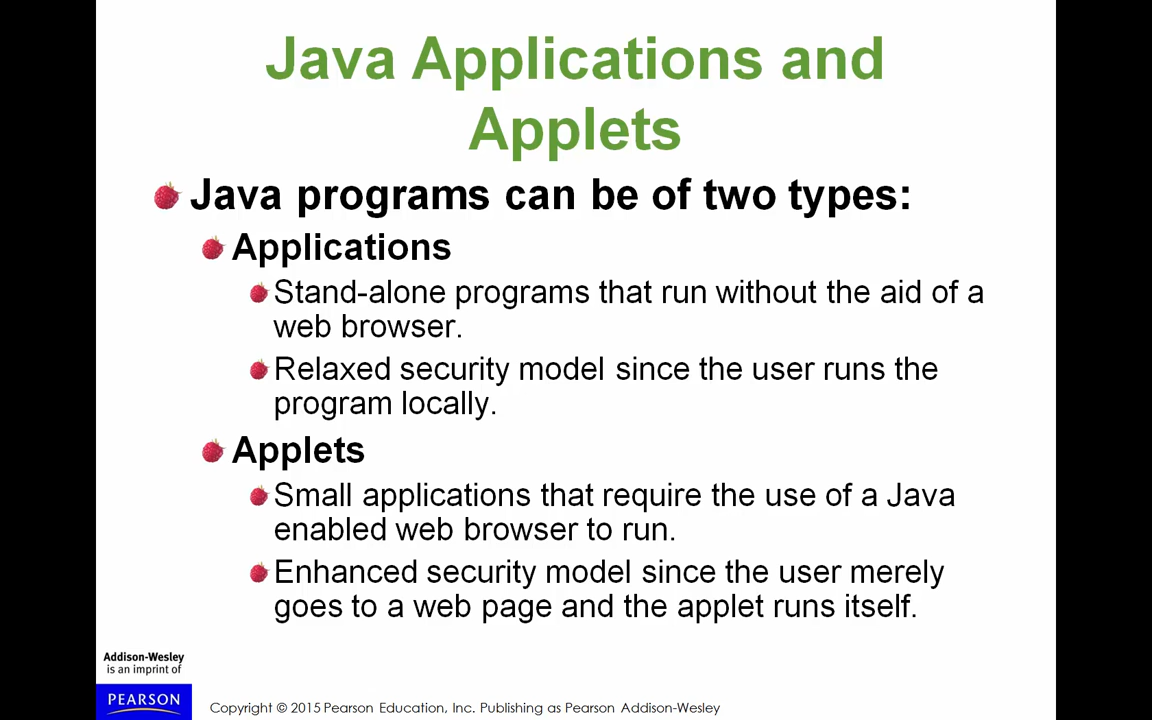 Java Applications and
Applets
Java programs can be of two types:
Applications
Stand-alone programs that run without the aid of a
web browser.
Relaxed security model since the user runs the
program locally.
Applets
Small applications that require the use of a Java
enabled web browser to run.
Enhanced security model since the user merely
goes to a web page and the applet runs itself.
Addison-Wesley
is an imprint of
PEARSON
Copyright © 2015 Pearson Education, Inc. Publishing as Pearson Addison-Wesley